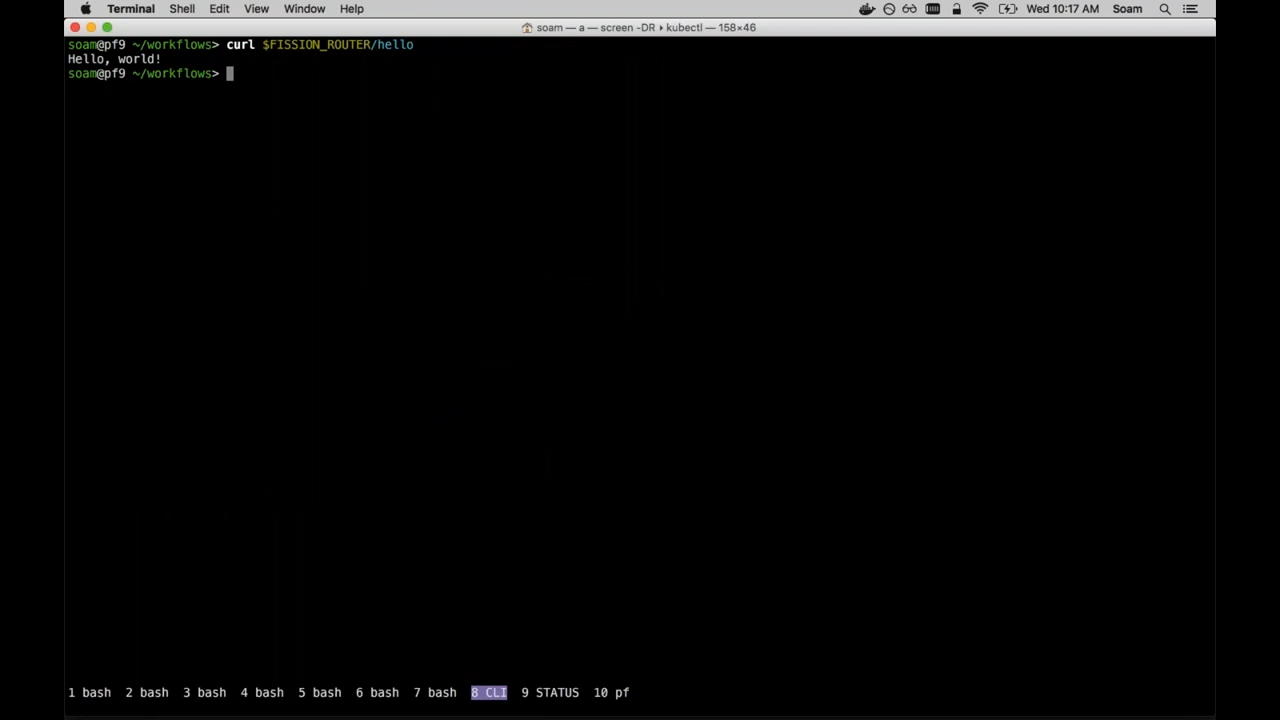 Terminal Shell Edit View Window Help Wed 10:17 AM Soam
soam — a — screen -DR ▸ kubectl — 158×46
soam@pf9 ~/workflows> curl $FISSION_ROUTER/hello
Hello, world!
soam@pf9 ~/workflows>
1 bash 2 bash 3 bash 4 bash 5 bash 6 bash 7 bash 8 CLI 9 STATUS 10 pf